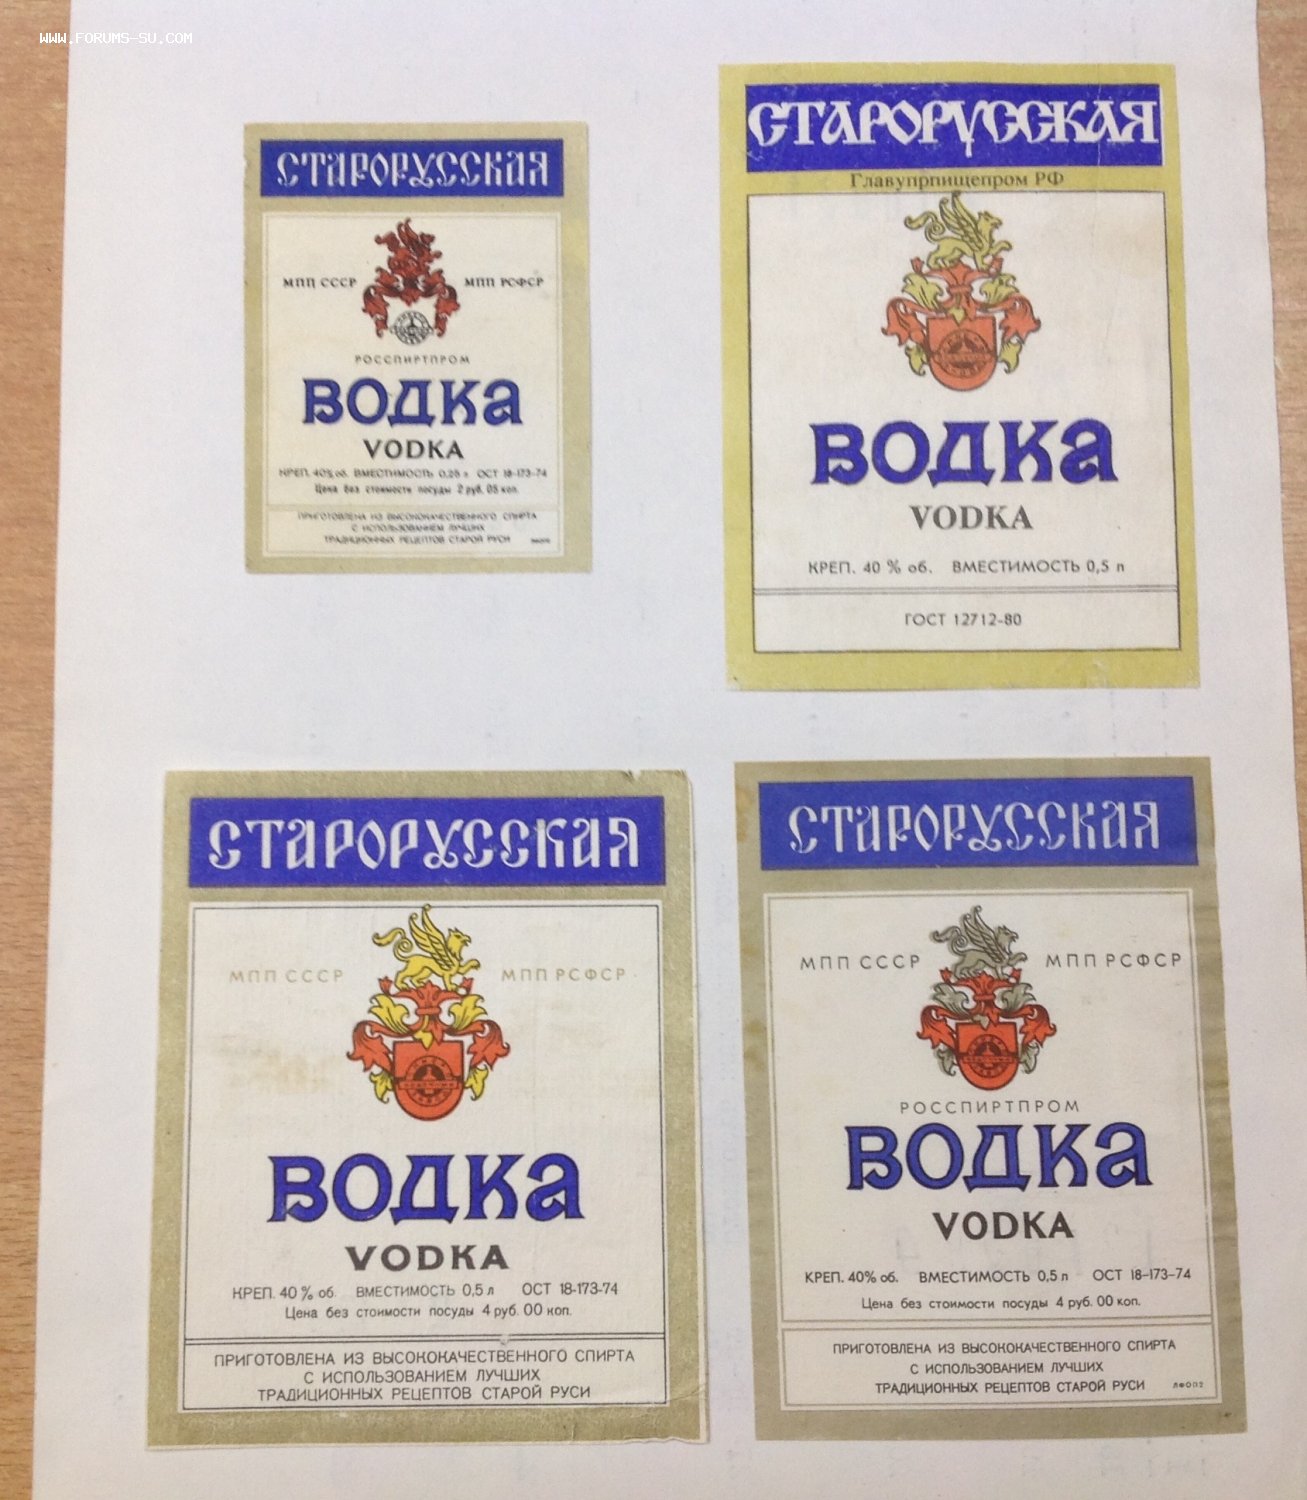 WWW.FORUMS-SU.COM
СТАРОРУССКАЯ
МПП СССР МПП РСФСР
РОССПИРТПРОМ
ВОДКА
VODKA
КРЕП. 40% об. ВМЕСТИМОСТЬ 0,25 л ОСТ 18-173-74
Цена без стоимости посуды 2 руб. 05 коп.
ПРИГОТОВЛЕНА ИЗ ВЫСОКОКАЧЕСТВЕННОГО СПИРТА
С ИСПОЛЬЗОВАНИЕМ ЛУЧШИХ
ТРАДИЦИОННЫХ РЕЦЕПТОВ СТАРОЙ РУСИ
СТАРОРУССКАЯ
Главупрпищепром РФ
ВОДКА
VODKA
КРЕП. 40 % об. ВМЕСТИМОСТЬ 0,5 л
ГОСТ 12712-80
СТАРОРУССКАЯ
МПП СССР МПП РСФСР
ВОДКА
VODKA
КРЕП. 40 % об. ВМЕСТИМОСТЬ 0,5 л ОСТ 18-173-74
Цена без стоимости посуды 4 руб. 00 коп.
ПРИГОТОВЛЕНА ИЗ ВЫСОКОКАЧЕСТВЕННОГО СПИРТА
С ИСПОЛЬЗОВАНИЕМ ЛУЧШИХ
ТРАДИЦИОННЫХ РЕЦЕПТОВ СТАРОЙ РУСИ
СТАРОРУССКАЯ
МПП СССР МПП РСФСР
РОССПИРТПРОМ
ВОДКА
VODKA
КРЕП. 40% об. ВМЕСТИМОСТЬ 0,5 л ОСТ 18-173-74
Цена без стоимости посуды 4 руб. 00 коп.
ПРИГОТОВЛЕНА ИЗ ВЫСОКОКАЧЕСТВЕННОГО СПИРТА
С ИСПОЛЬЗОВАНИЕМ ЛУЧШИХ
ТРАДИЦИОННЫХ РЕЦЕПТОВ СТАРОЙ РУСИ